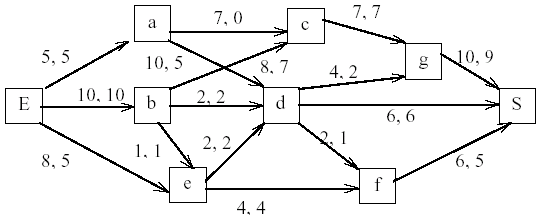 a
7, 0
c
7, 7
5, 5
10, 5
8, 7
g
10, 9
4, 2
E
10, 10
b
2, 2
d
6, 6
S
8, 5
1, 1
2, 2
2, 1
6, 5
e
4, 4
f